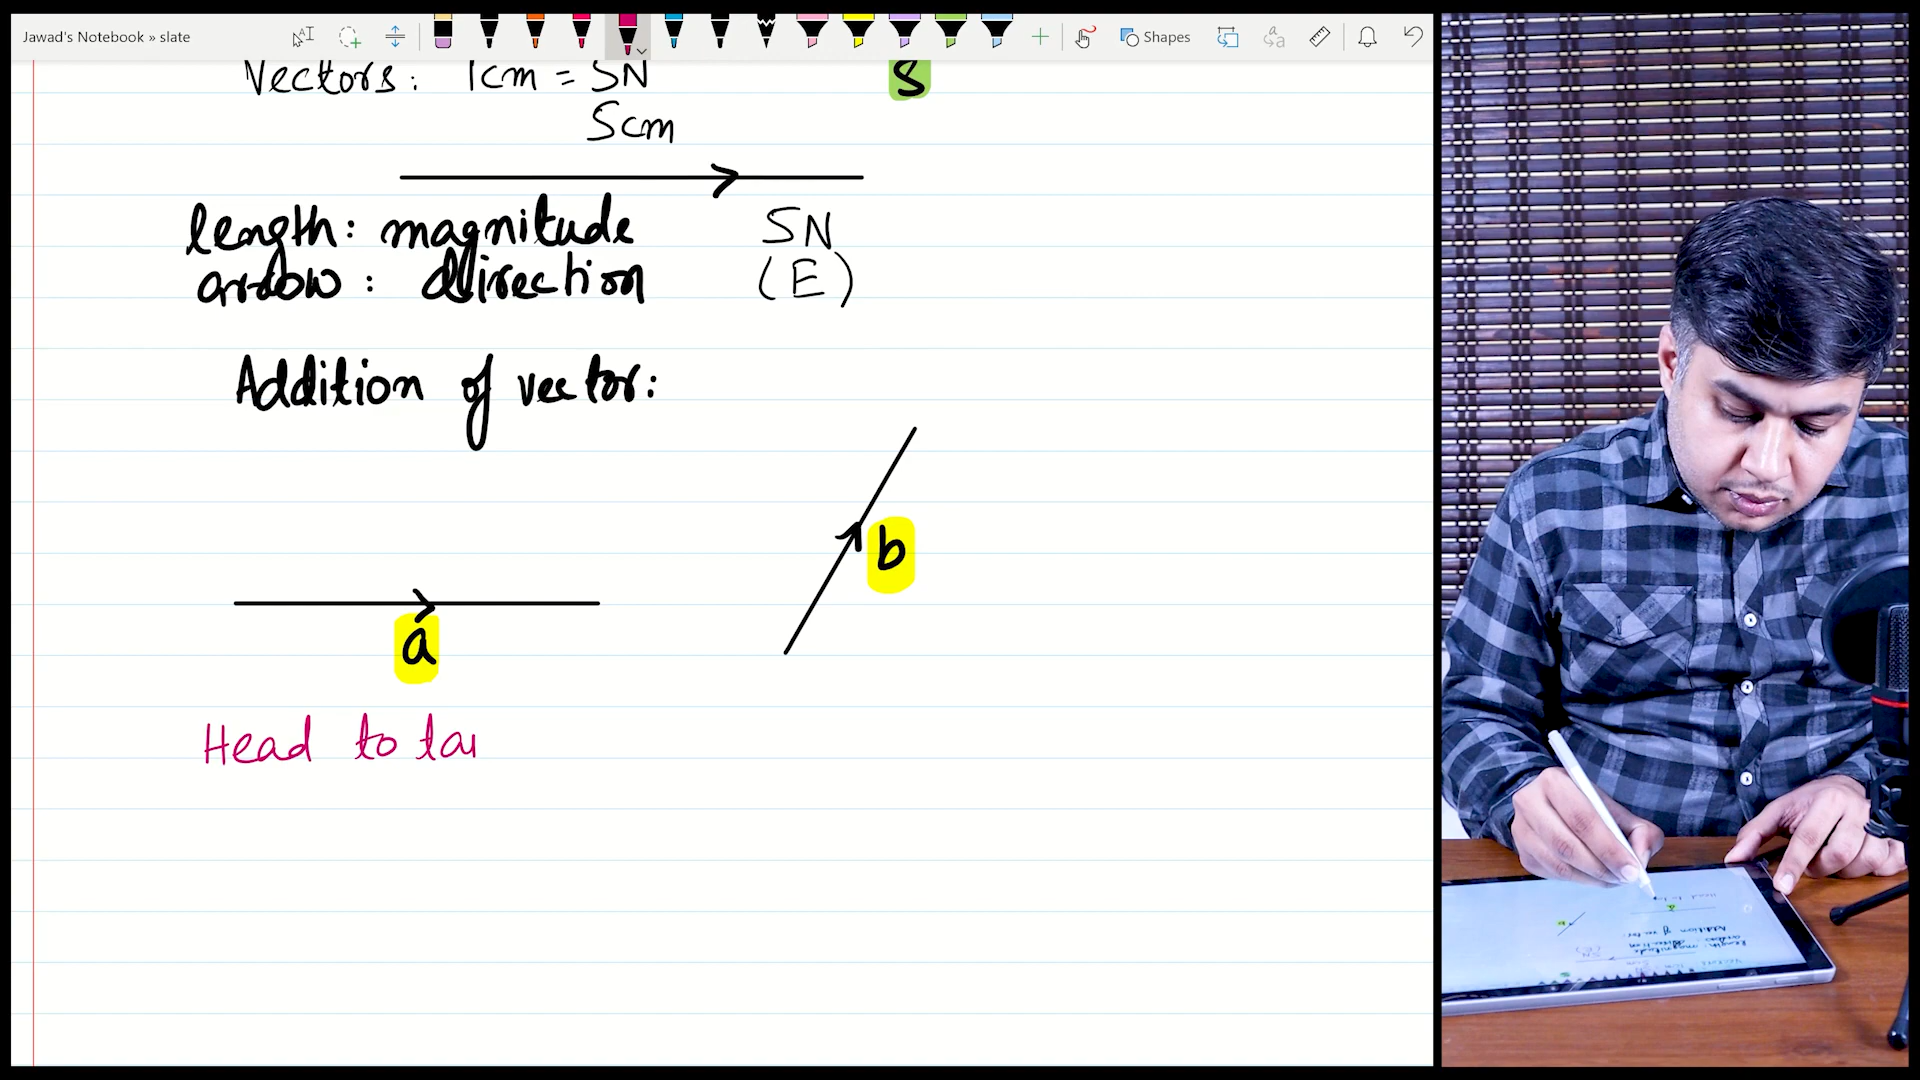 Jawad's Notebook » slate
Shapes
Vectors: 1cm = 5N
S
5cm
length: magnitude 5N
arrow: direction (E)
Addition of vector:
b
a
Head to tai